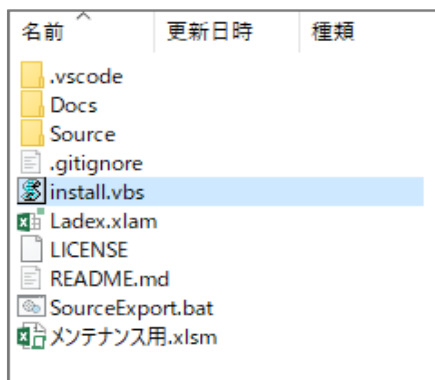 名前 更新日時 種類
.vscode
Docs
Source
.gitignore
install.vbs
Ladex.xlam
LICENSE
README.md
SourceExport.bat
メンテナンス用.xlsm